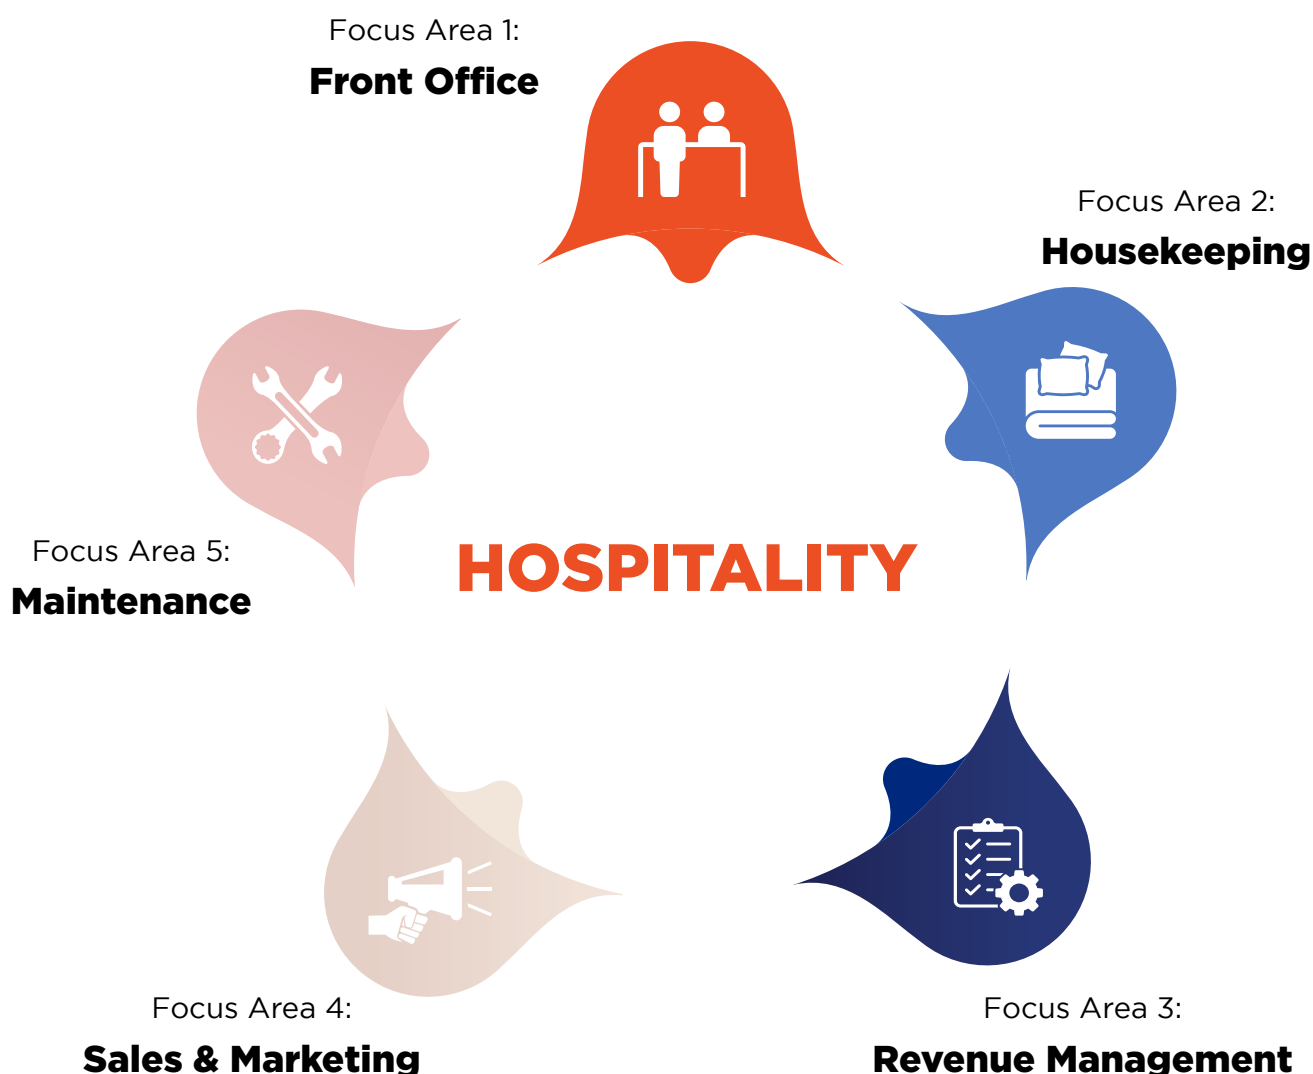 Focus Area 1:
Front Office
Focus Area 2:
Housekeeping
HOSPITALITY
Focus Area 5:
Maintenance
Focus Area 4:
Sales & Marketing
Focus Area 3:
Revenue Management